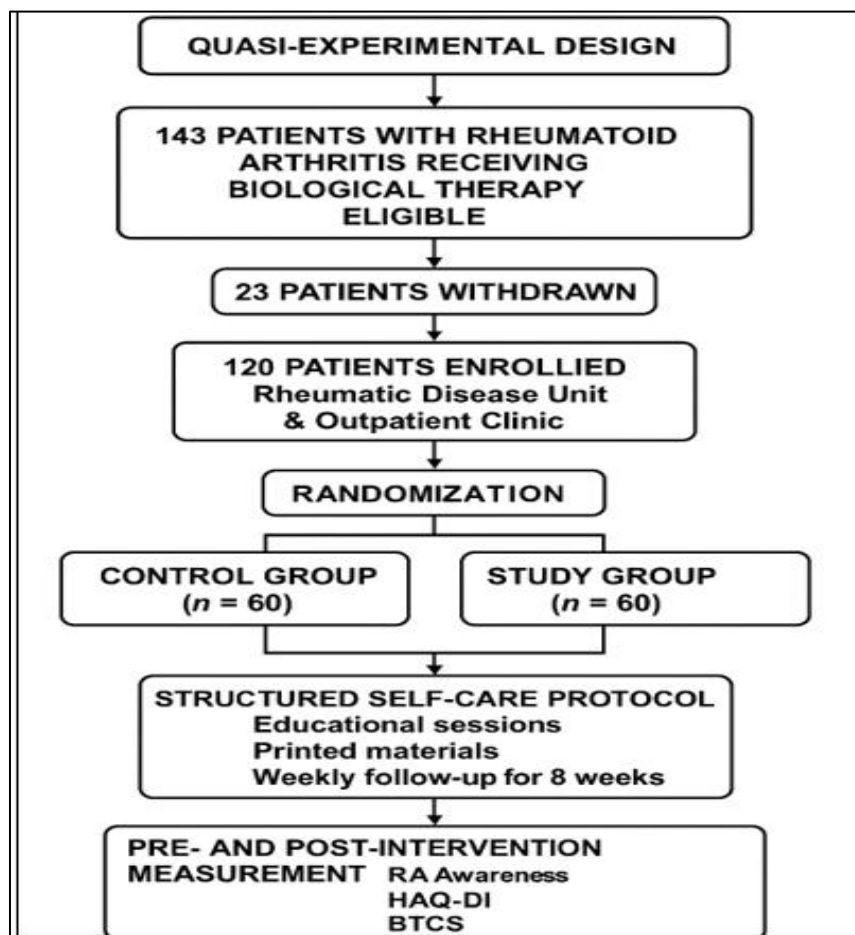 QUASI-EXPERIMENTAL DESIGN
143 PATIENTS WITH RHEUMATOID
ARTHRITIS RECEIVING
BIOLOGICAL THERAPY
ELIGIBLE
23 PATIENTS WITHDRAWN
120 PATIENTS ENROLLIED
Rheumatic Disease Unit
& Outpatient Clinic
RANDOMIZATION
CONTROL GROUP
(n = 60)
STUDY GROUP
(n = 60)
STRUCTURED SELF-CARE PROTOCOL
Educational sessions
Printed materials
Weekly follow-up for 8 weeks
PRE- AND POST-INTERVENTION
MEASUREMENT RA Awareness
HAQ-DI
BTCS